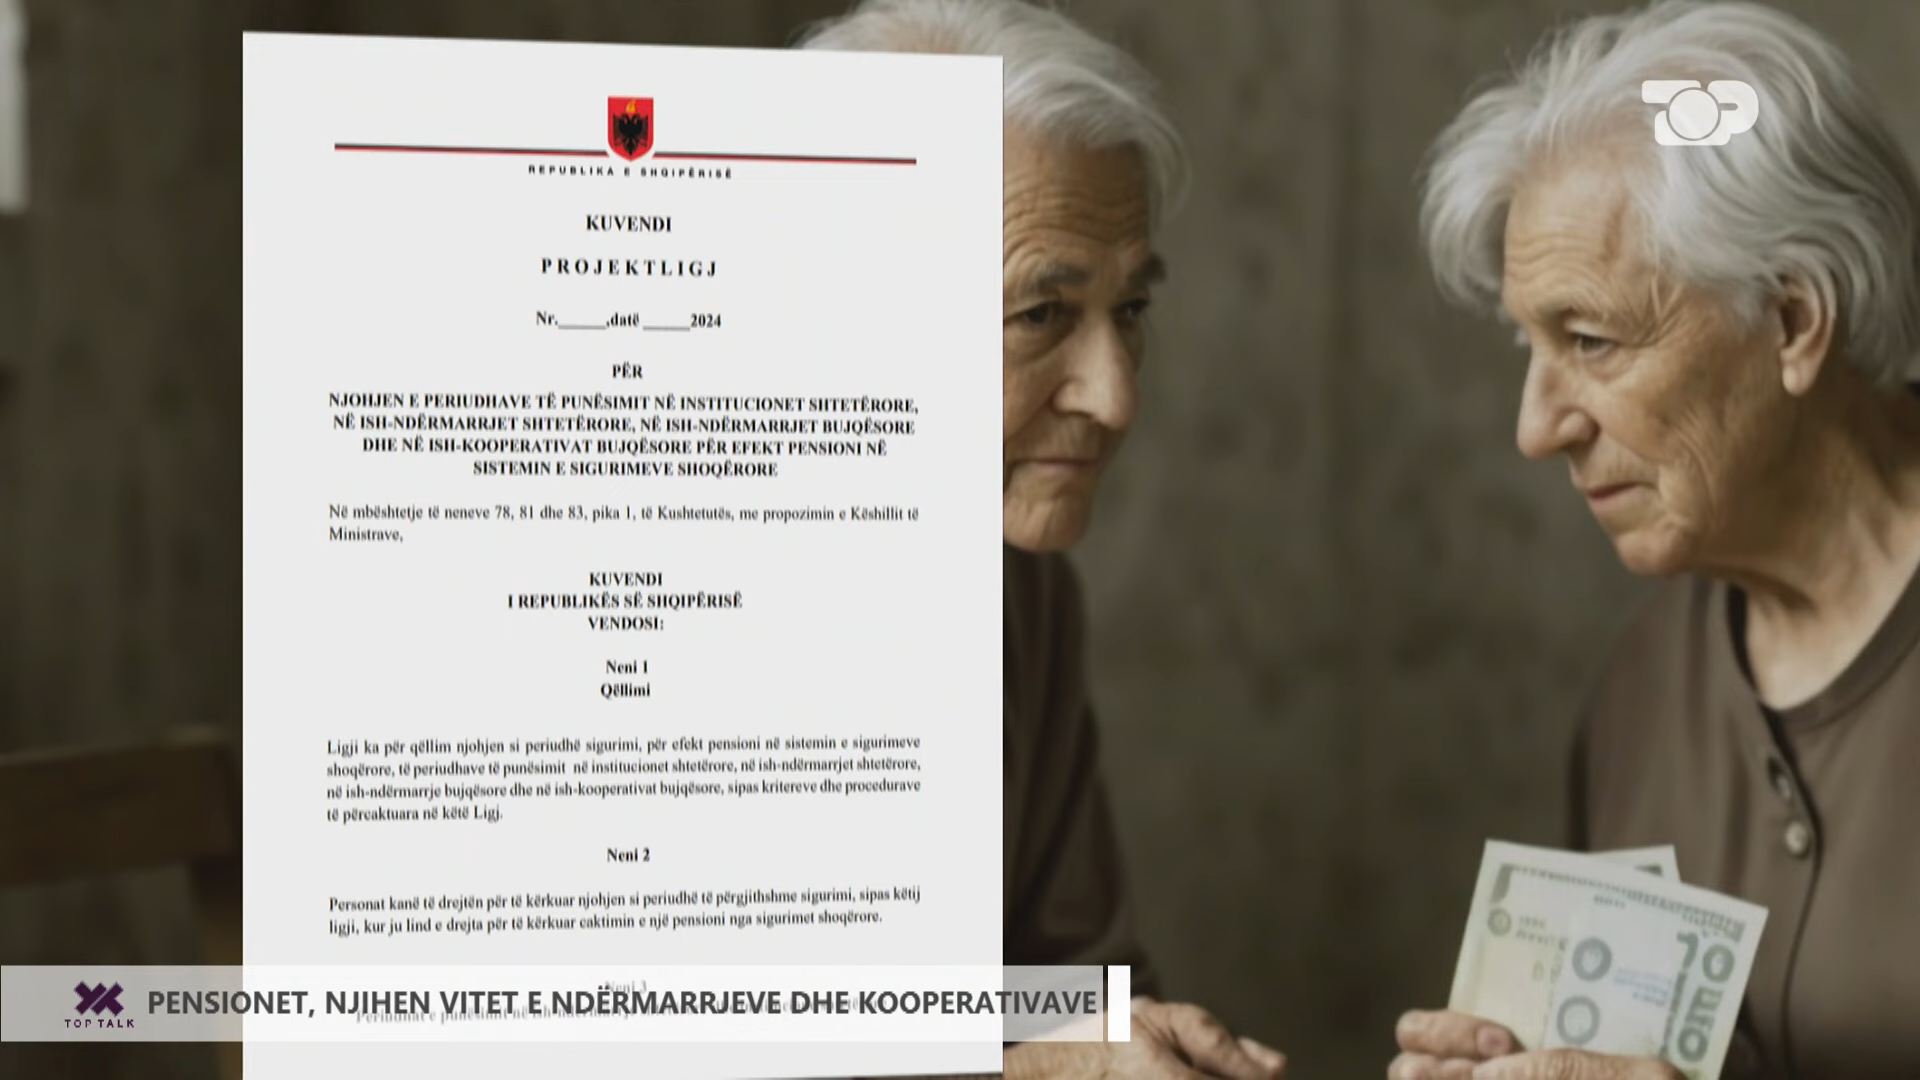 REPUBLIKA E SHQIPËRISË
KUVENDI
PROJEKTLIGJ
Nr.______,datë ______2024
PËR
NJOHJEN E PERIUDHAVE TË PUNËSIMIT NË INSTITUCIONET SHTETËRORE,
NË ISH-NDËRMARRJET SHTETËRORE, NË ISH-NDËRMARRJET BUJQËSORE
DHE NË ISH-KOOPERATIVAT BUJQËSORE PËR EFEKT PENSIONI NË
SISTEMIN E SIGURIMEVE SHOQËRORE
Në mbështetje të neneve 78, 81 dhe 83, pika 1, të Kushtetutës, me propozimin e Këshillit të
Ministrave,
KUVENDI
I REPUBLIKËS SË SHQIPËRISË
VENDOSI:
Neni 1
Qëllimi
Ligji ka për qëllim njohjen si periudhë sigurimi, për efekt pensioni në sistemin e sigurimeve
shoqërore, të periudhave të punësimit në institucionet shtetërore, në ish-ndërmarrjet shtetërore,
në ish-ndërmarrje bujqësore dhe në ish-kooperativat bujqësore, sipas kritereve dhe procedurave
të përcaktuara në këtë Ligj.
Neni 2
Personat kanë të drejtën për të kërkuar njohjen si periudhë të përgjithshme sigurimi, sipas këtij
ligji, kur ju lind e drejta për të kërkuar caktimin e një pensioni nga sigurimet shoqërore.
Neni 3
PENSIONET, NJIHEN VITET E NDËRMARRJEVE DHE KOOPERATIVAVE
TOP TALK
TOP